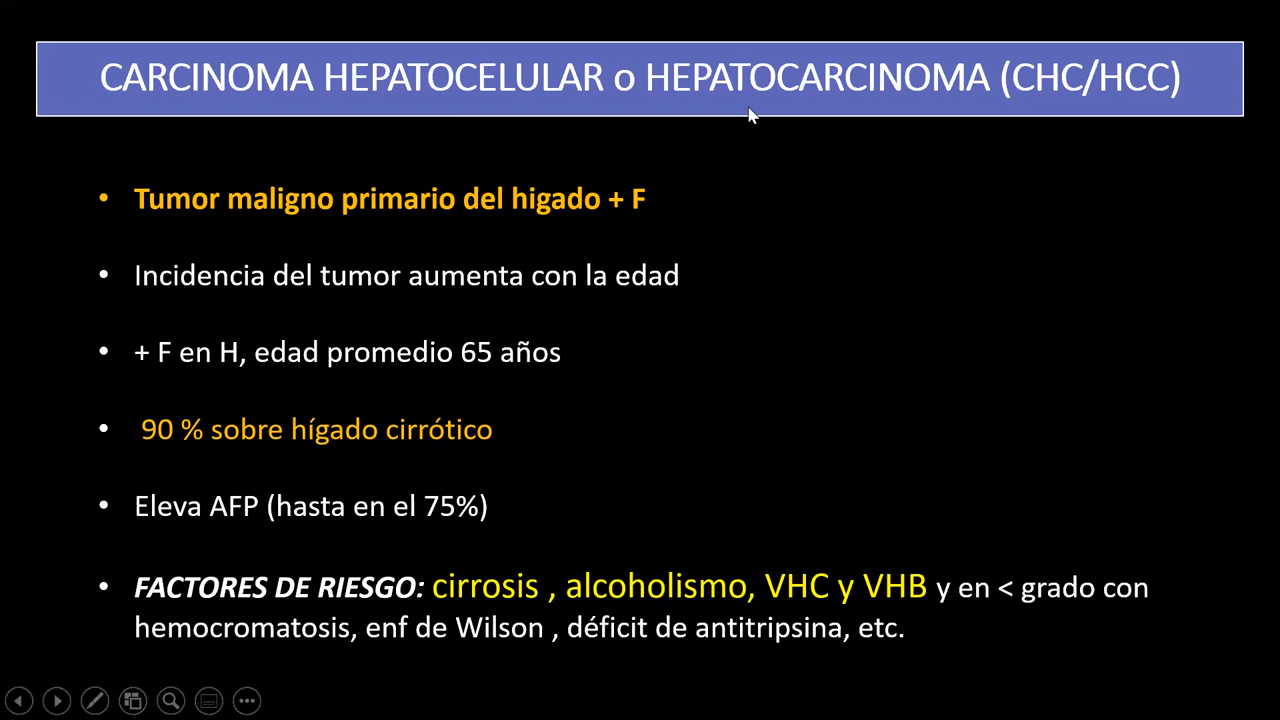 CARCINOMA HEPATOCELULAR o HEPATOCARCINOMA (CHC/HCC)
• Tumor maligno primario del higado + F
• Incidencia del tumor aumenta con la edad
• + F en H, edad promedio 65 años
• 90 % sobre hígado cirrótico
• Eleva AFP (hasta en el 75%)
• FACTORES DE RIESGO: cirrosis , alcoholismo, VHC y VHB y en < grado con
hemocromatosis, enf de Wilson , déficit de antitripsina, etc.